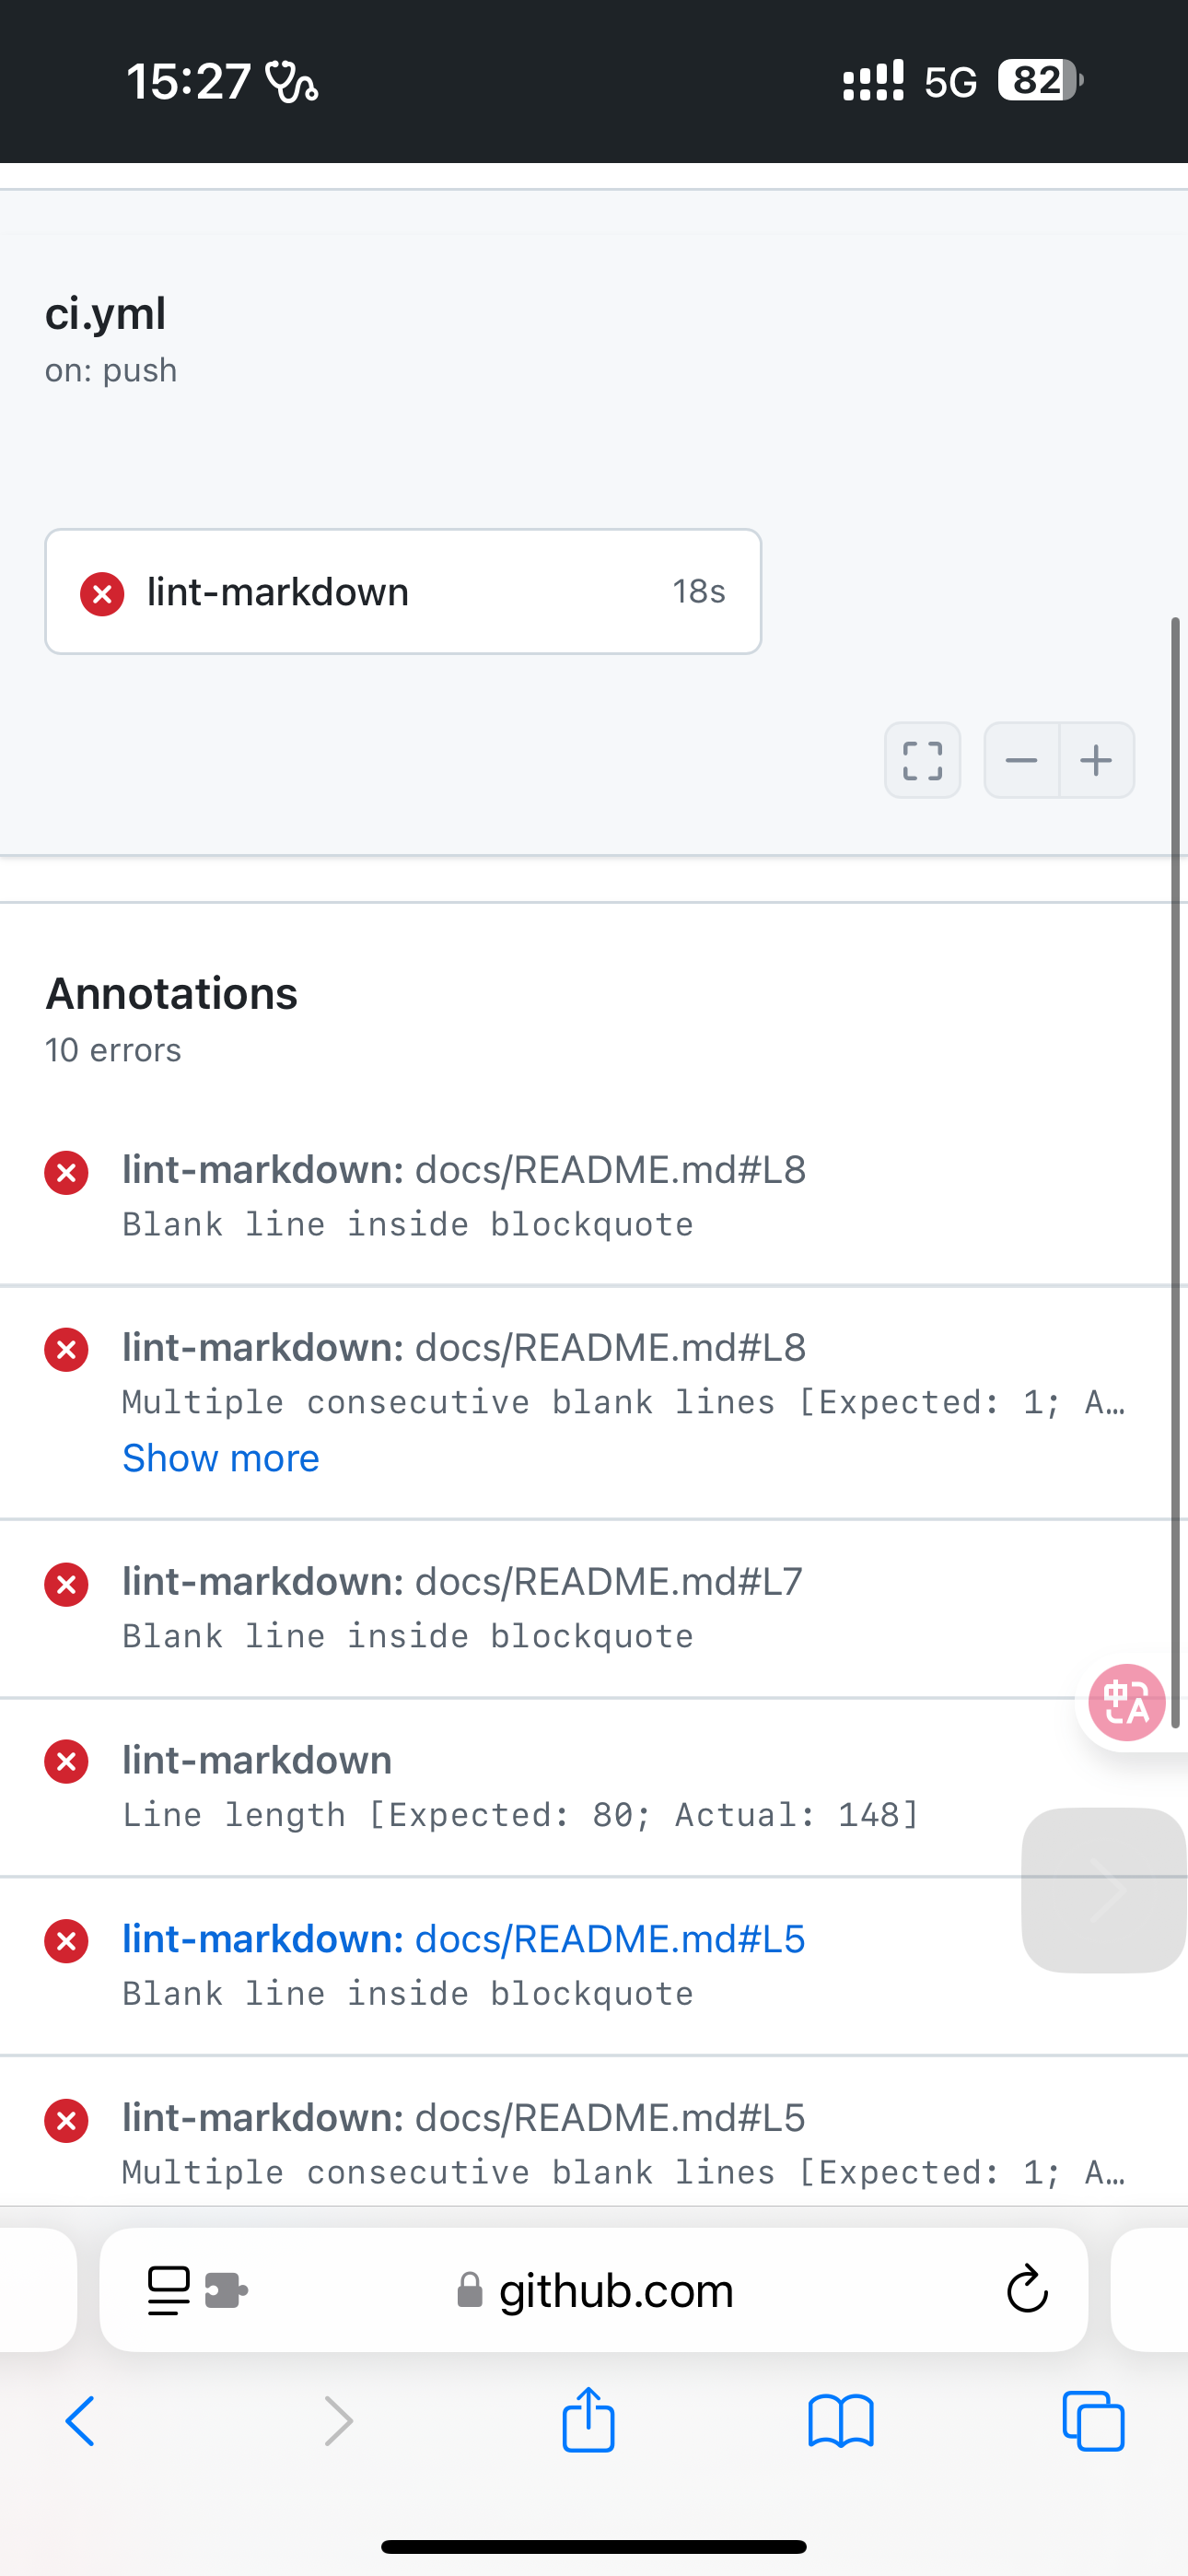 15:27
5G 82
ci.yml
on: push
lint-markdown 18s
Annotations
10 errors
lint-markdown: docs/README.md#L8
Blank line inside blockquote
lint-markdown: docs/README.md#L8
Multiple consecutive blank lines [Expected: 1; A…
Show more
lint-markdown: docs/README.md#L7
Blank line inside blockquote
中A
lint-markdown
Line length [Expected: 80; Actual: 148]
lint-markdown: docs/README.md#L5
Blank line inside blockquote
lint-markdown: docs/README.md#L5
Multiple consecutive blank lines [Expected: 1; A…
github.com